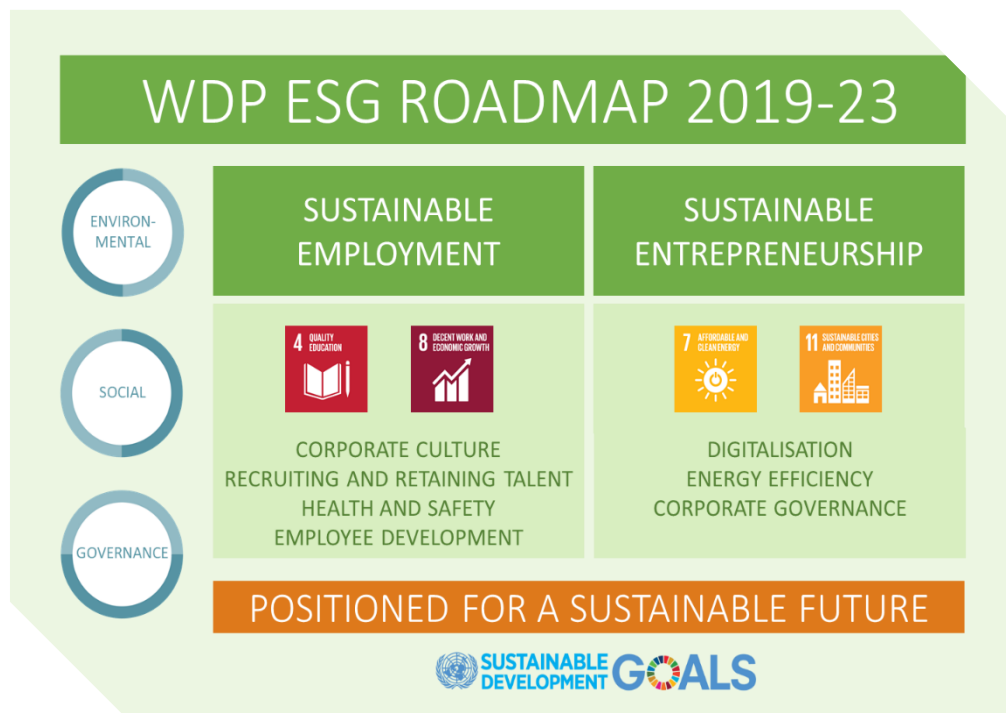 WDP ESG ROADMAP 2019-23
ENVIRON-
MENTAL
SOCIAL
GOVERNANCE
SUSTAINABLE
EMPLOYMENT
4 QUALITY
EDUCATION
8 DECENT WORK AND
ECONOMIC GROWTH
CORPORATE CULTURE
RECRUITING AND RETAINING TALENT
HEALTH AND SAFETY
EMPLOYEE DEVELOPMENT
SUSTAINABLE
ENTREPRENEURSHIP
7 AFFORDABLE AND
CLEAN ENERGY
11 SUSTAINABLE CITIES
AND COMMUNITIES
DIGITALISATION
ENERGY EFFICIENCY
CORPORATE GOVERNANCE
POSITIONED FOR A SUSTAINABLE FUTURE
SUSTAINABLE
DEVELOPMENT
GOALS